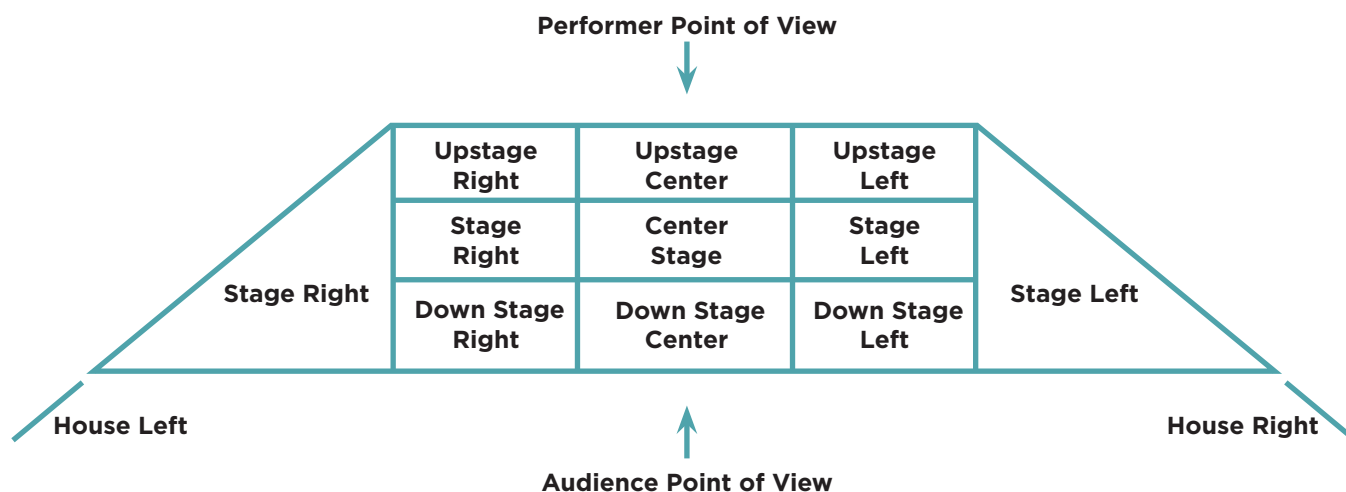 Performer Point of View
Upstage
Right
Upstage
Center
Upstage
Left
Stage
Right
Center
Stage
Stage
Left
Stage Right
Down Stage
Right
Down Stage
Center
Down Stage
Left
Stage Left
House Left
House Right
Audience Point of View